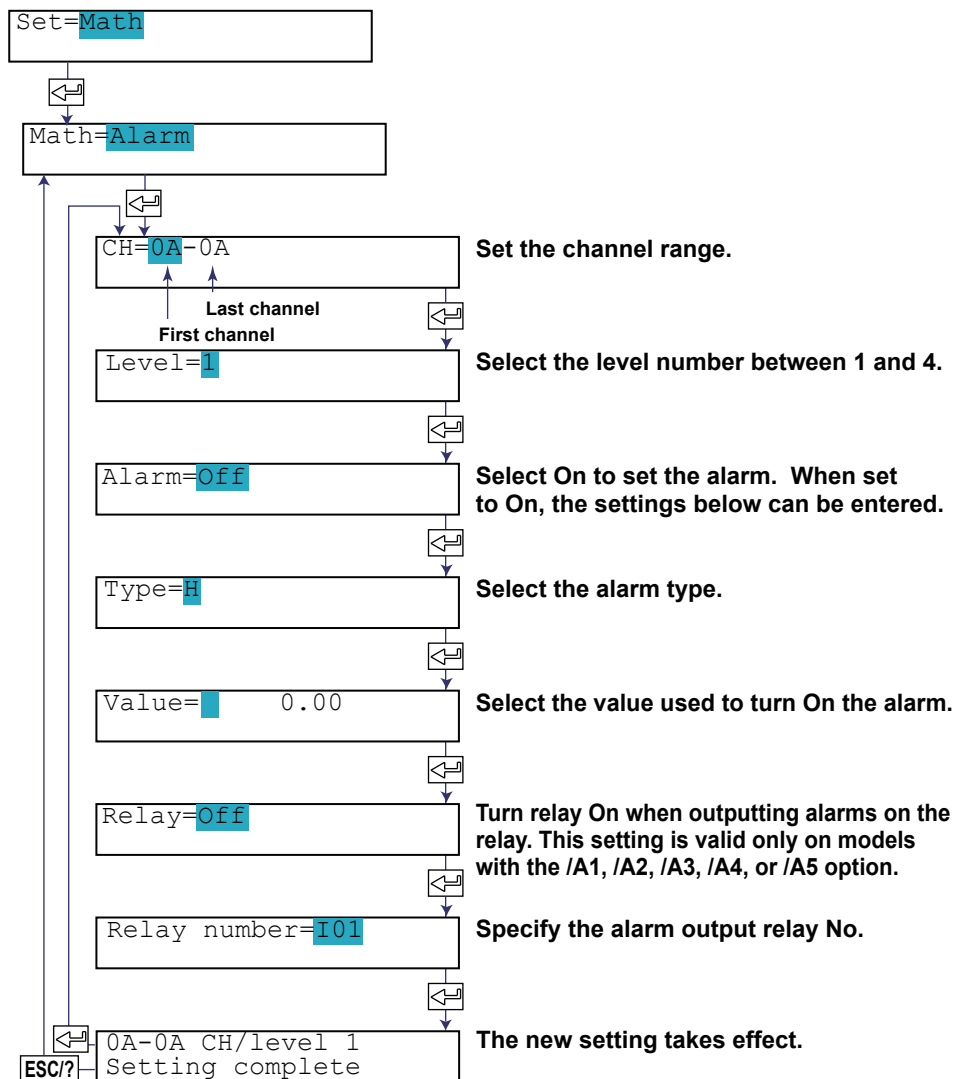 Set=Math
Math=Alarm
CH=0A-0A
Set the channel range.
Last channel
First channel
Level=1
Select the level number between 1 and 4.
Alarm=Off
Select On to set the alarm. When set
to On, the settings below can be entered.
Type=H
Select the alarm type.
Value= 0.00
Select the value used to turn On the alarm.
Relay=Off
Turn relay On when outputting alarms on the
relay. This setting is valid only on models
with the /A1, /A2, /A3, /A4, or /A5 option.
Relay number=I01
Specify the alarm output relay No.
0A-0A CH/level 1
Setting complete
The new setting takes effect.
ESC/?